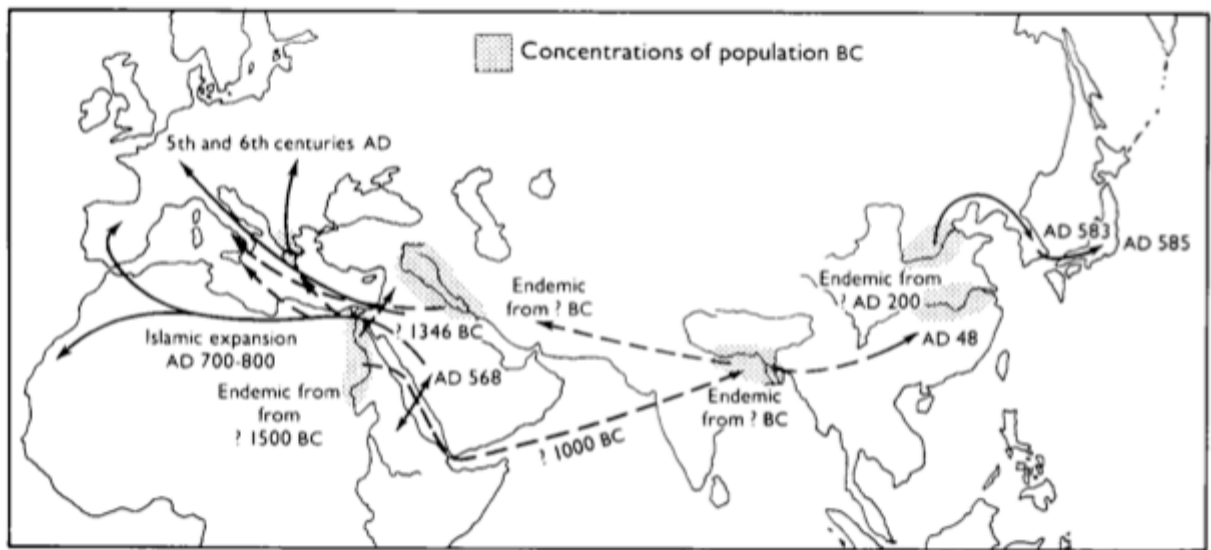 Concentrations of population BC
5th and 6th centuries AD
Islamic expansion
AD 700-800
Endemic from
from
? 1500 BC
? 1346 BC
AD 568
Endemic
from ? BC
? 1000 BC
Endemic
from ? BC
Endemic from
? AD 200
AD 48
AD 583
AD 585